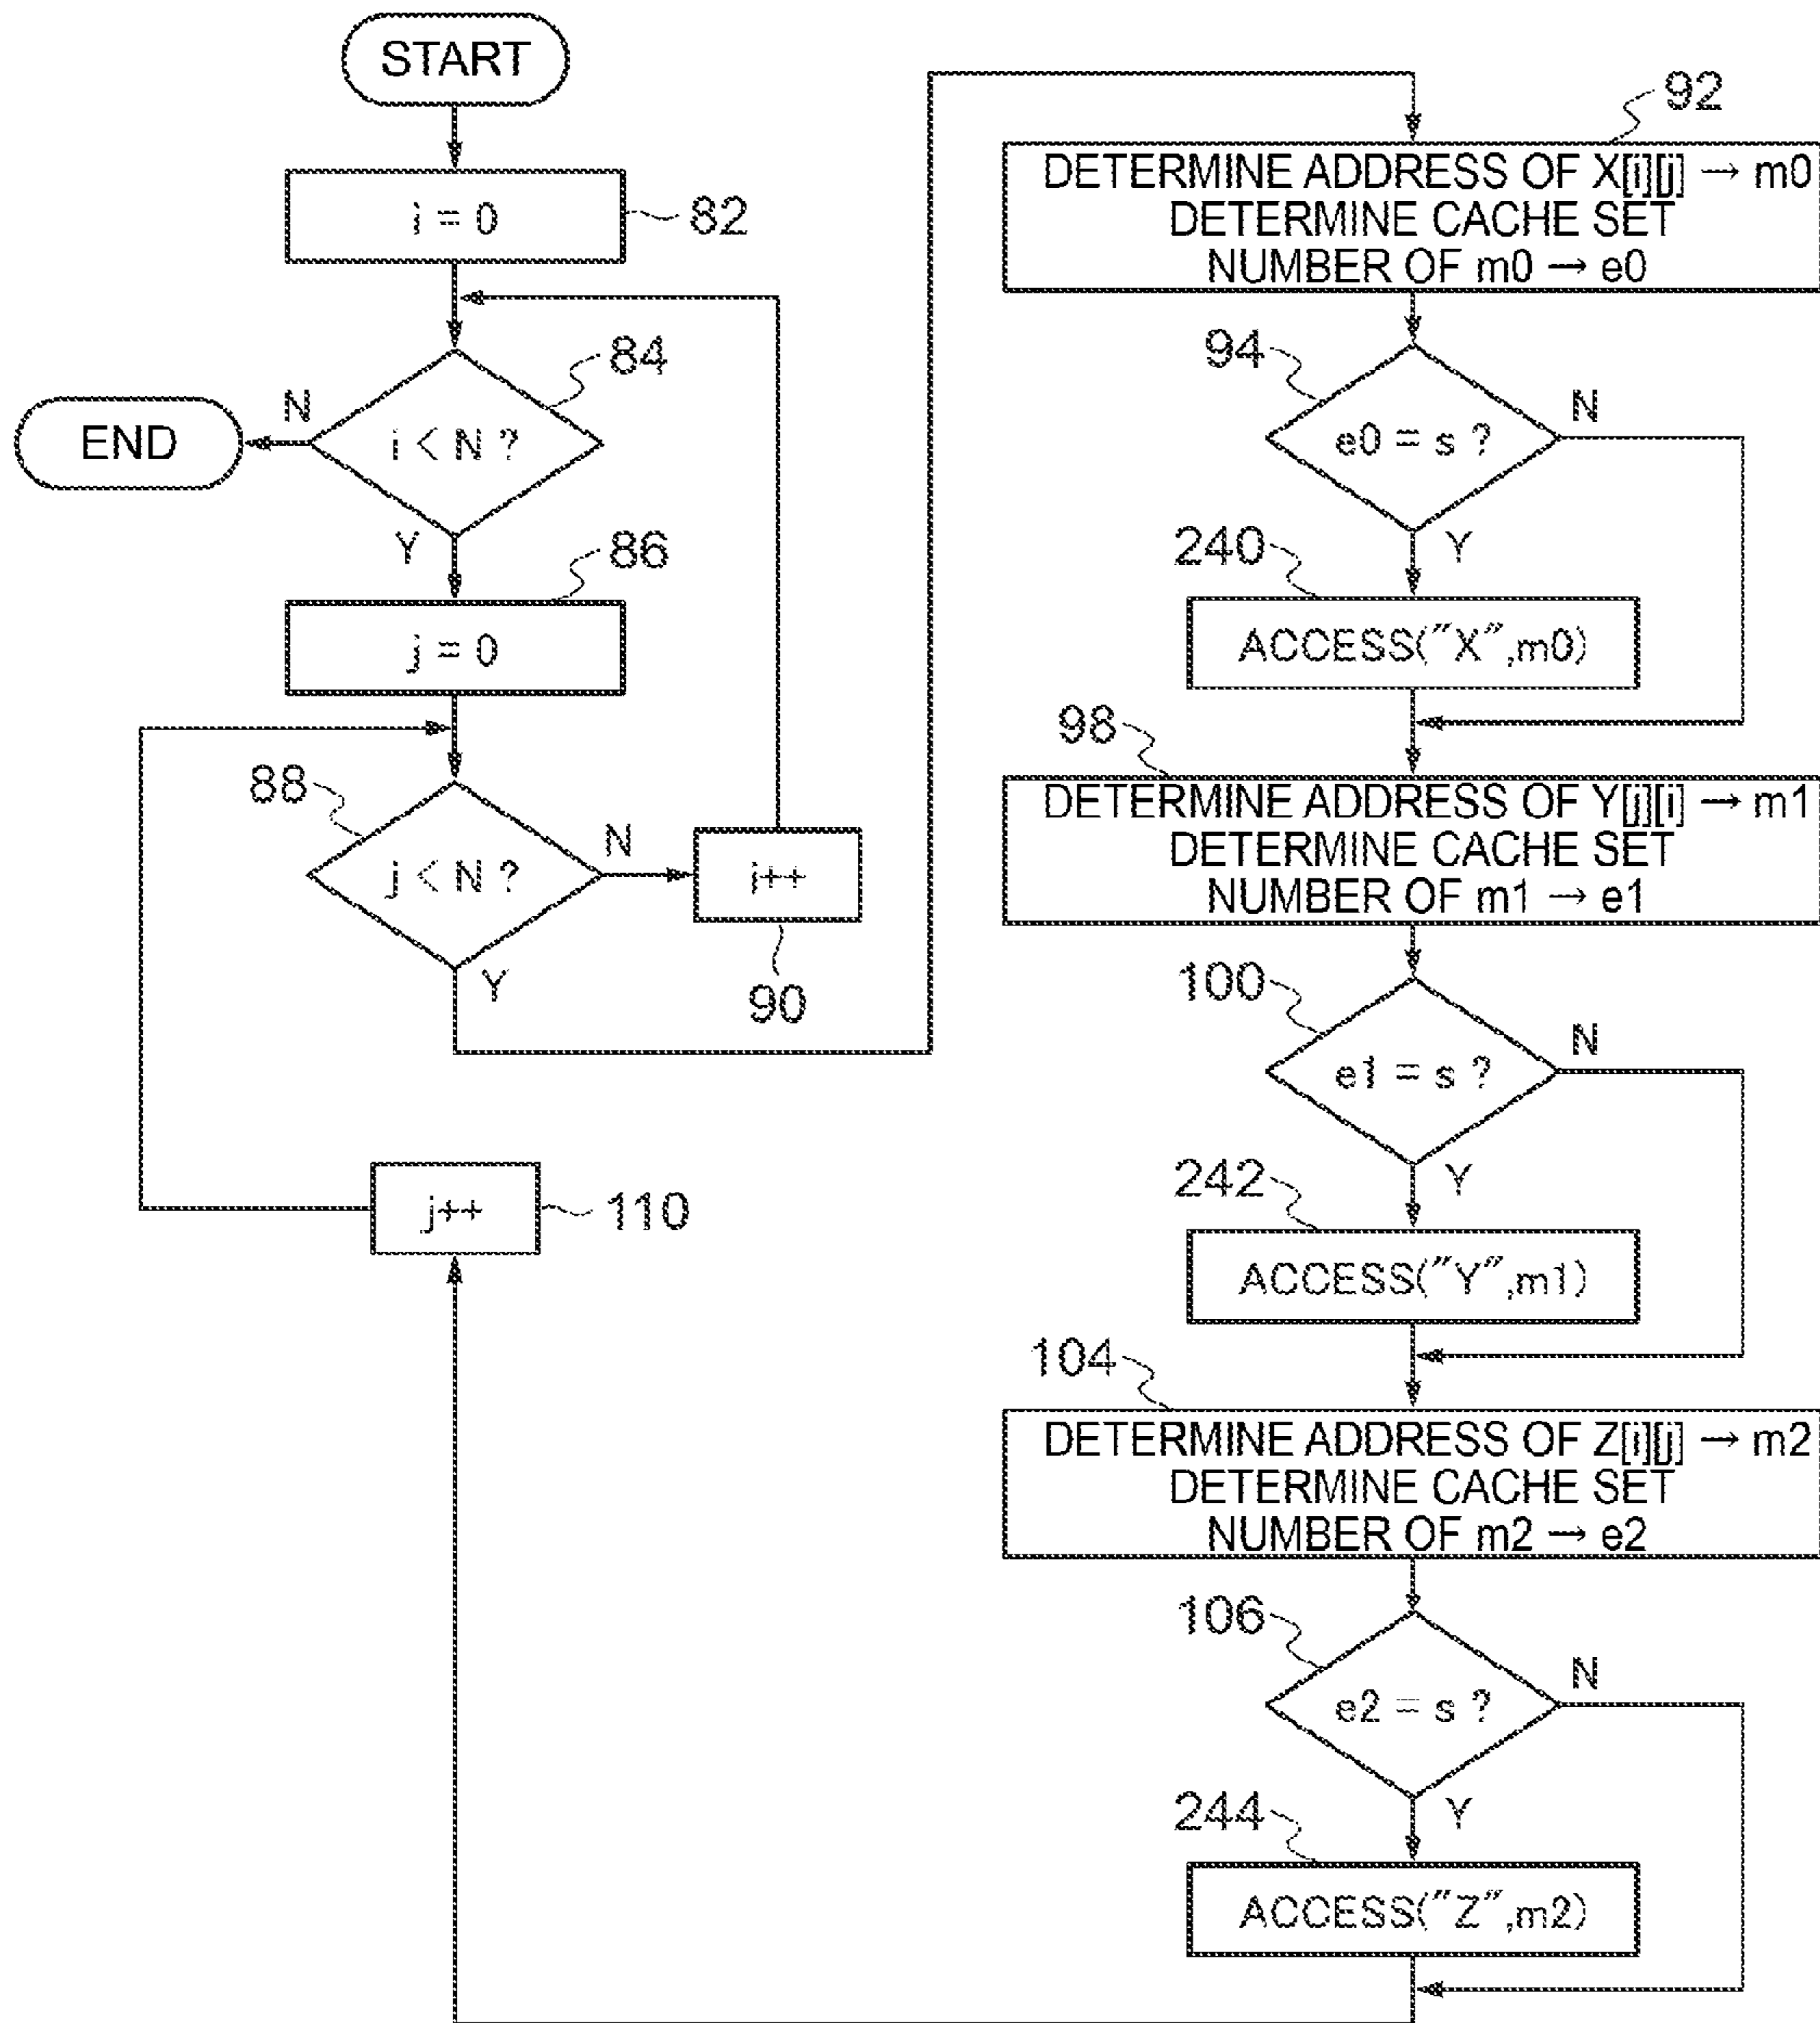 START
i = 0
82
84
i < N ?
N
END
Y
86
j = 0
88
j < N ?
N
i++
90
Y
j++
110
92
DETERMINE ADDRESS OF X[i][j] → m0
DETERMINE CACHE SET
NUMBER OF m0 → e0
94
e0 = s ?
N
Y
240
ACCESS("X",m0)
98
DETERMINE ADDRESS OF Y[j][i] → m1
DETERMINE CACHE SET
NUMBER OF m1 → e1
100
e1 = s ?
N
Y
242
ACCESS("Y",m1)
104
DETERMINE ADDRESS OF Z[i][j] → m2
DETERMINE CACHE SET
NUMBER OF m2 → e2
106
e2 = s ?
N
Y
244
ACCESS("Z",m2)